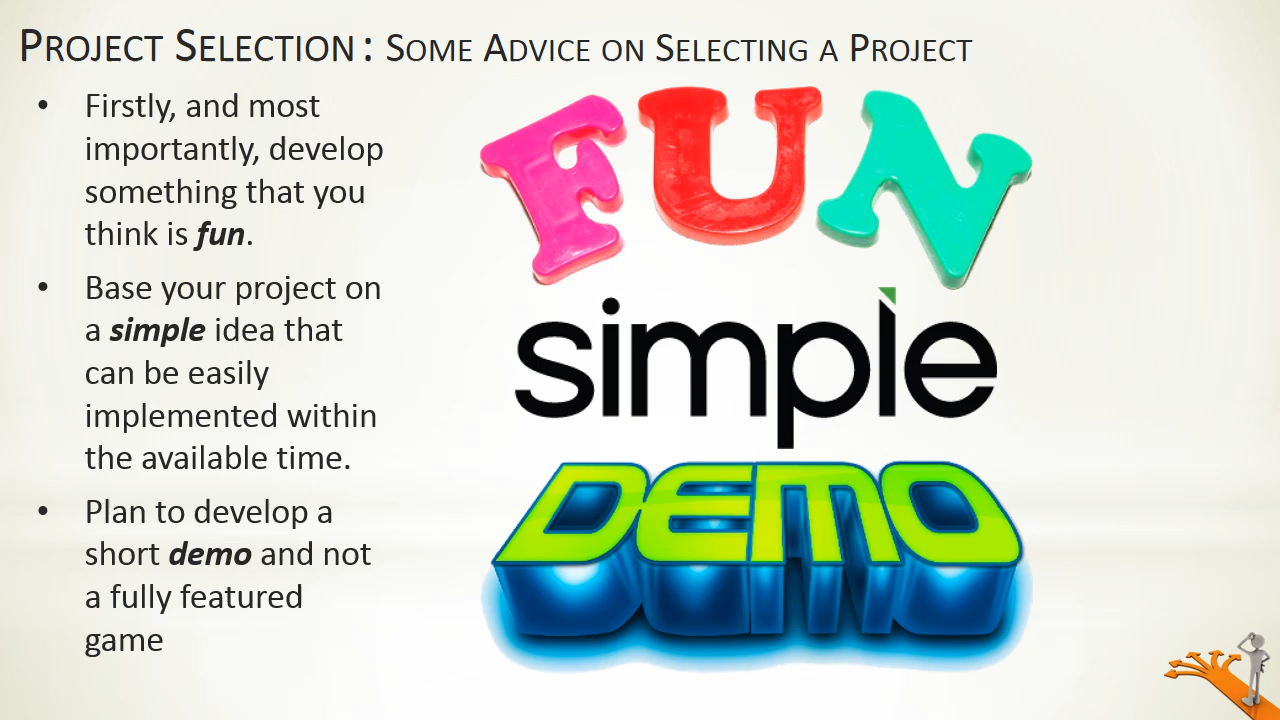 Project Selection : Some Advice on Selecting a Project
• Firstly, and most
importantly, develop
something that you
think is fun.
• Base your project on
a simple idea that
can be easily
implemented within
the available time.
• Plan to develop a
short demo and not
a fully featured
game
FUN
simple
DEMO